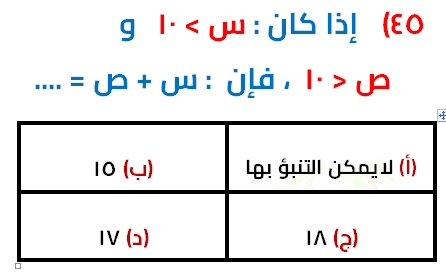 ٤٥) إذا كان : س > ١٠ و
ص < ١٠ ، فإن : س + ص = ....
(أ) لايمكن التنبؤ بها (ب) ١٥
(ج) ١٨ (د) ١٧